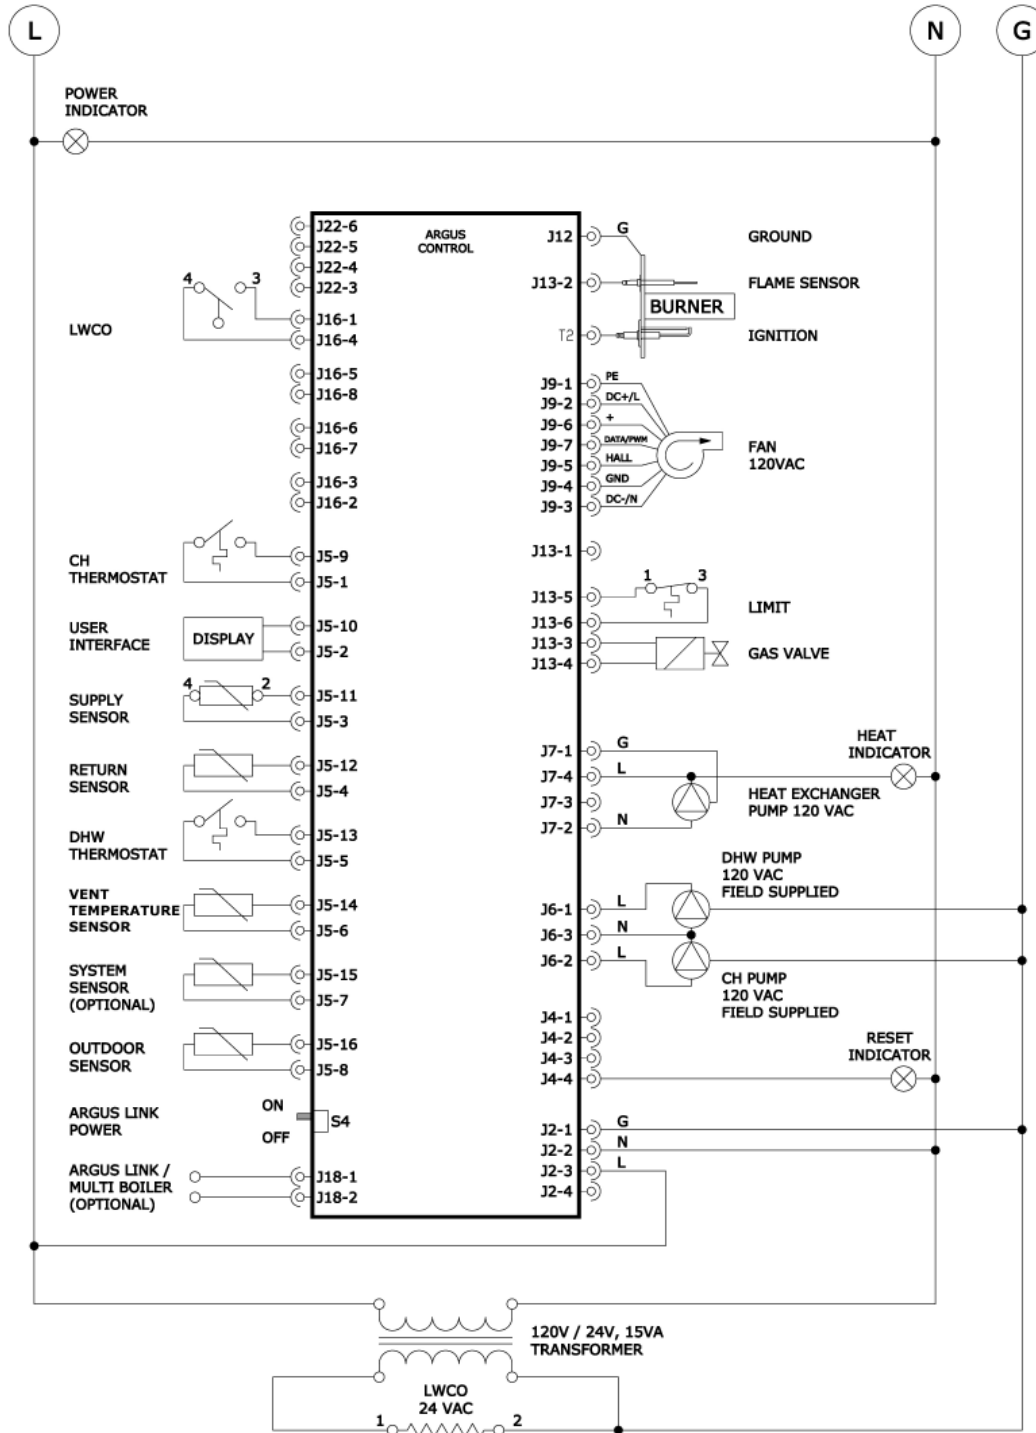 L
N
G
POWER
INDICATOR
ARGUS
CONTROL
J22-6
J22-5
J22-4
J22-3
4
3
LWCO
J16-1
J16-4
J16-5
J16-8
J16-6
J16-7
J16-3
J16-2
CH
THERMOSTAT
J5-9
J5-1
USER
INTERFACE
DISPLAY
J5-10
J5-2
SUPPLY
SENSOR
4
2
J5-11
J5-3
RETURN
SENSOR
J5-12
J5-4
DHW
THERMOSTAT
J5-13
J5-5
VENT
TEMPERATURE
SENSOR
J5-14
J5-6
SYSTEM
SENSOR
(OPTIONAL)
J5-15
J5-7
OUTDOOR
SENSOR
J5-16
J5-8
ARGUS LINK
POWER
ON
OFF
S4
ARGUS LINK /
MULTI BOILER
(OPTIONAL)
J18-1
J18-2
J12
G
GROUND
J13-2
FLAME SENSOR
BURNER
T2
IGNITION
J9-1
PE
J9-2
DC+/L
J9-6
+
J9-7
DATA/PWM
J9-5
HALL
J9-4
GND
J9-3
DC-/N
FAN
120VAC
J13-1
J13-5
1
3
LIMIT
J13-6
J13-3
J13-4
GAS VALVE
J7-1
G
J7-4
L
J7-3
J7-2
N
HEAT
INDICATOR
HEAT EXCHANGER
PUMP 120 VAC
DHW PUMP
120 VAC
FIELD SUPPLIED
J6-1
L
J6-3
N
J6-2
L
CH PUMP
120 VAC
FIELD SUPPLIED
J4-1
J4-2
J4-3
J4-4
RESET
INDICATOR
J2-1
G
J2-2
N
J2-3
L
J2-4
120V / 24V, 15VA
TRANSFORMER
LWCO
24 VAC
1
2